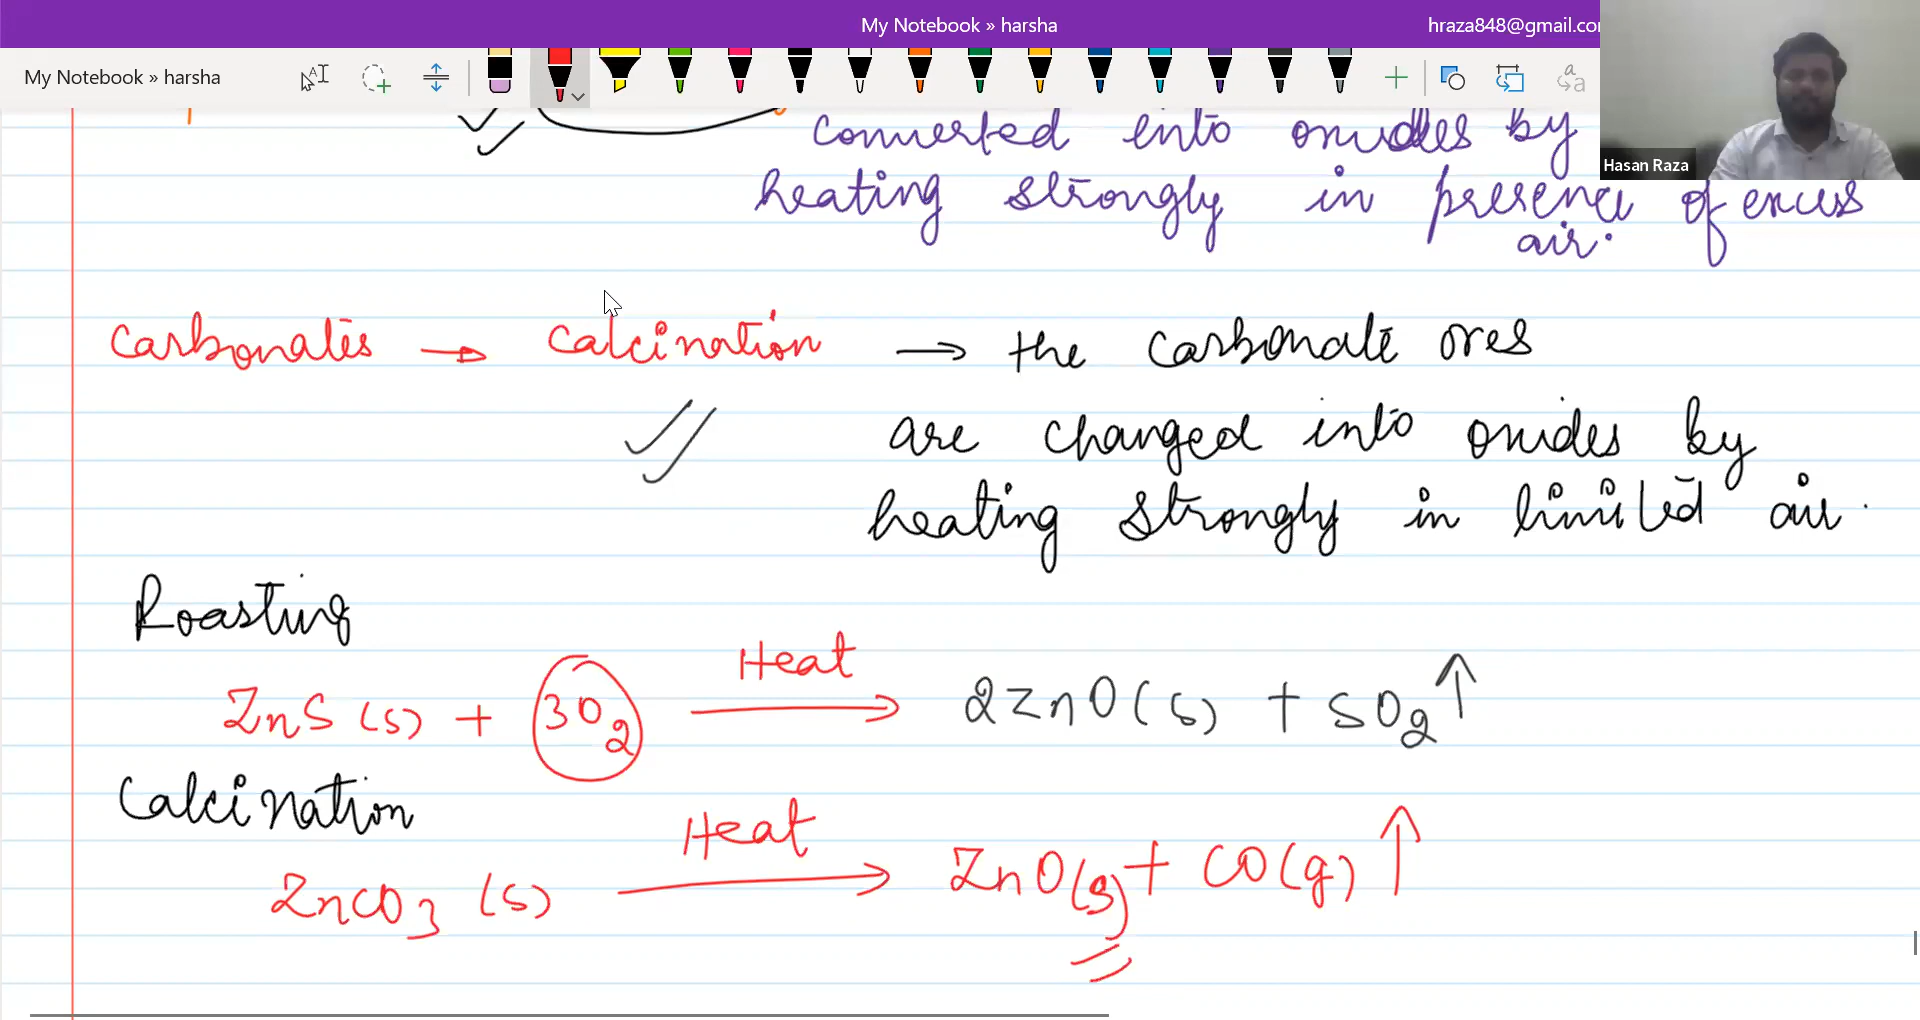 My Notebook » harsha
hraza848@gmail.co
My Notebook » harsha
Hasan Raza
converted into oxides by
heating strongly in presence of excess
air.
Carbonates → Calcination → the carbonate ores
are changed into oxides by
heating strongly in limited air.
Roasting
ZnS (s) + 3O₂ Heat → 2ZnO(s) + SO₂↑
Calcination
ZnCO₃ (s) Heat → ZnO(s) + CO(g) ↑